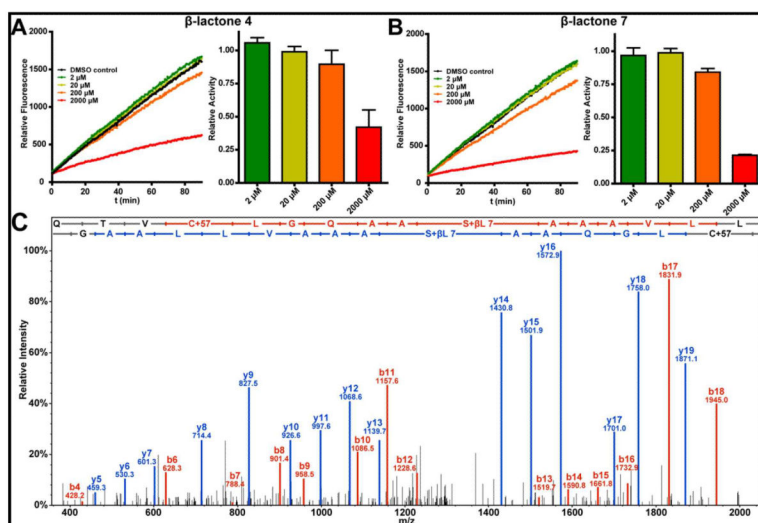 A β-lactone 4
B β-lactone 7
Relative Fluorescence
2000
1500
1000
500
0
0 20 40 60 80
t (min)
DMSO control
2 µM
20 µM
200 µM
2000 µM
Relative Activity
1.00
0.75
0.50
0.25
0.00
2 µM
20 µM
200 µM
2000 µM
Relative Fluorescence
2000
1500
1000
500
0
0 20 40 60 80
t (min)
DMSO control
2 µM
20 µM
200 µM
2000 µM
Relative Activity
1.00
0.75
0.50
0.25
0.00
2 µM
20 µM
200 µM
2000 µM
C
Q T V C+57 L G Q A A S+βL 7 A A A V L L
G A A L L V A A A S+βL 7 A A Q G L C+57
Relative Intensity
100%
80%
60%
40%
20%
0%
b4
428.2
y5
459.3
y6
530.3
y7
601.3
b6
628.3
y8
714.4
b7
788.4
y9
827.5
b8
901.4
y10
926.6
b9
958.5
y11
997.6
y12
1068.6
b10
1086.5
y13
1139.7
b11
1157.6
b12
1228.6
y14
1430.8
y15
1501.9
b13
1519.7
y16
1572.9
b14
1590.8
b15
1661.8
y17
1701.0
b16
1732.9
y18
1758.0
b17
1831.9
y19
1871.1
b18
1945.0
400 600 800 1000 1200 1400 1600 1800 2000
m/z